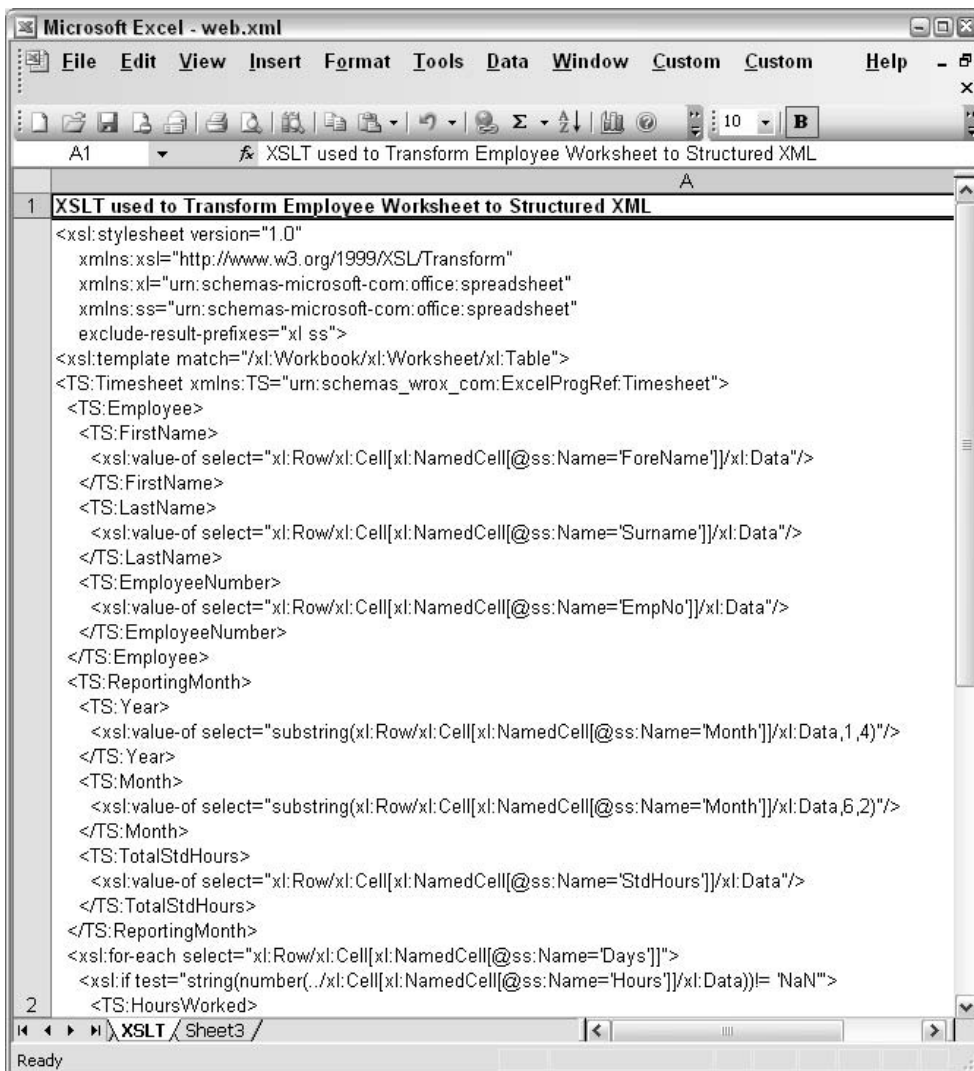 Microsoft Excel - web.xml
File Edit View Insert Format Tools Data Window Custom Custom Help
10 B
A1 fx XSLT used to Transform Employee Worksheet to Structured XML
A
1 XSLT used to Transform Employee Worksheet to Structured XML
<xsl:stylesheet version="1.0"
xmlns:xsl="http://www.w3.org/1999/XSL/Transform"
xmlns:xl="urn:schemas-microsoft-com:office:spreadsheet"
xmlns:ss="urn:schemas-microsoft-com:office:spreadsheet"
exclude-result-prefixes="xl ss">
<xsl:template match="/xl:Workbook/xl:Worksheet/xl:Table">
<TS:Timesheet xmlns:TS="urn:schemas_wrox_com:ExcelProgRef:Timesheet">
<TS:Employee>
<TS:FirstName>
<xsl:value-of select="xl:Row/xl:Cell[xl:NamedCell[@ss:Name='ForeName']]/xl:Data"/>
</TS:FirstName>
<TS:LastName>
<xsl:value-of select="xl:Row/xl:Cell[xl:NamedCell[@ss:Name='Surname']]/xl:Data"/>
</TS:LastName>
<TS:EmployeeNumber>
<xsl:value-of select="xl:Row/xl:Cell[xl:NamedCell[@ss:Name='EmpNo']]/xl:Data"/>
</TS:EmployeeNumber>
</TS:Employee>
<TS:ReportingMonth>
<TS:Year>
<xsl:value-of select="substring(xl:Row/xl:Cell[xl:NamedCell[@ss:Name='Month']]/xl:Data,1,4)"/>
</TS:Year>
<TS:Month>
<xsl:value-of select="substring(xl:Row/xl:Cell[xl:NamedCell[@ss:Name='Month']]/xl:Data,6,2)"/>
</TS:Month>
<TS:TotalStdHours>
<xsl:value-of select="xl:Row/xl:Cell[xl:NamedCell[@ss:Name='StdHours']]/xl:Data"/>
</TS:TotalStdHours>
</TS:ReportingMonth>
<xsl:for-each select="xl:Row/xl:Cell[xl:NamedCell[@ss:Name='Days']]">
<xsl:if test="string(number(../xl:Cell[xl:NamedCell[@ss:Name='Hours']]/xl:Data))!= 'NaN'">
2 <TS:HoursWorked>
XSLT Sheet3
Ready